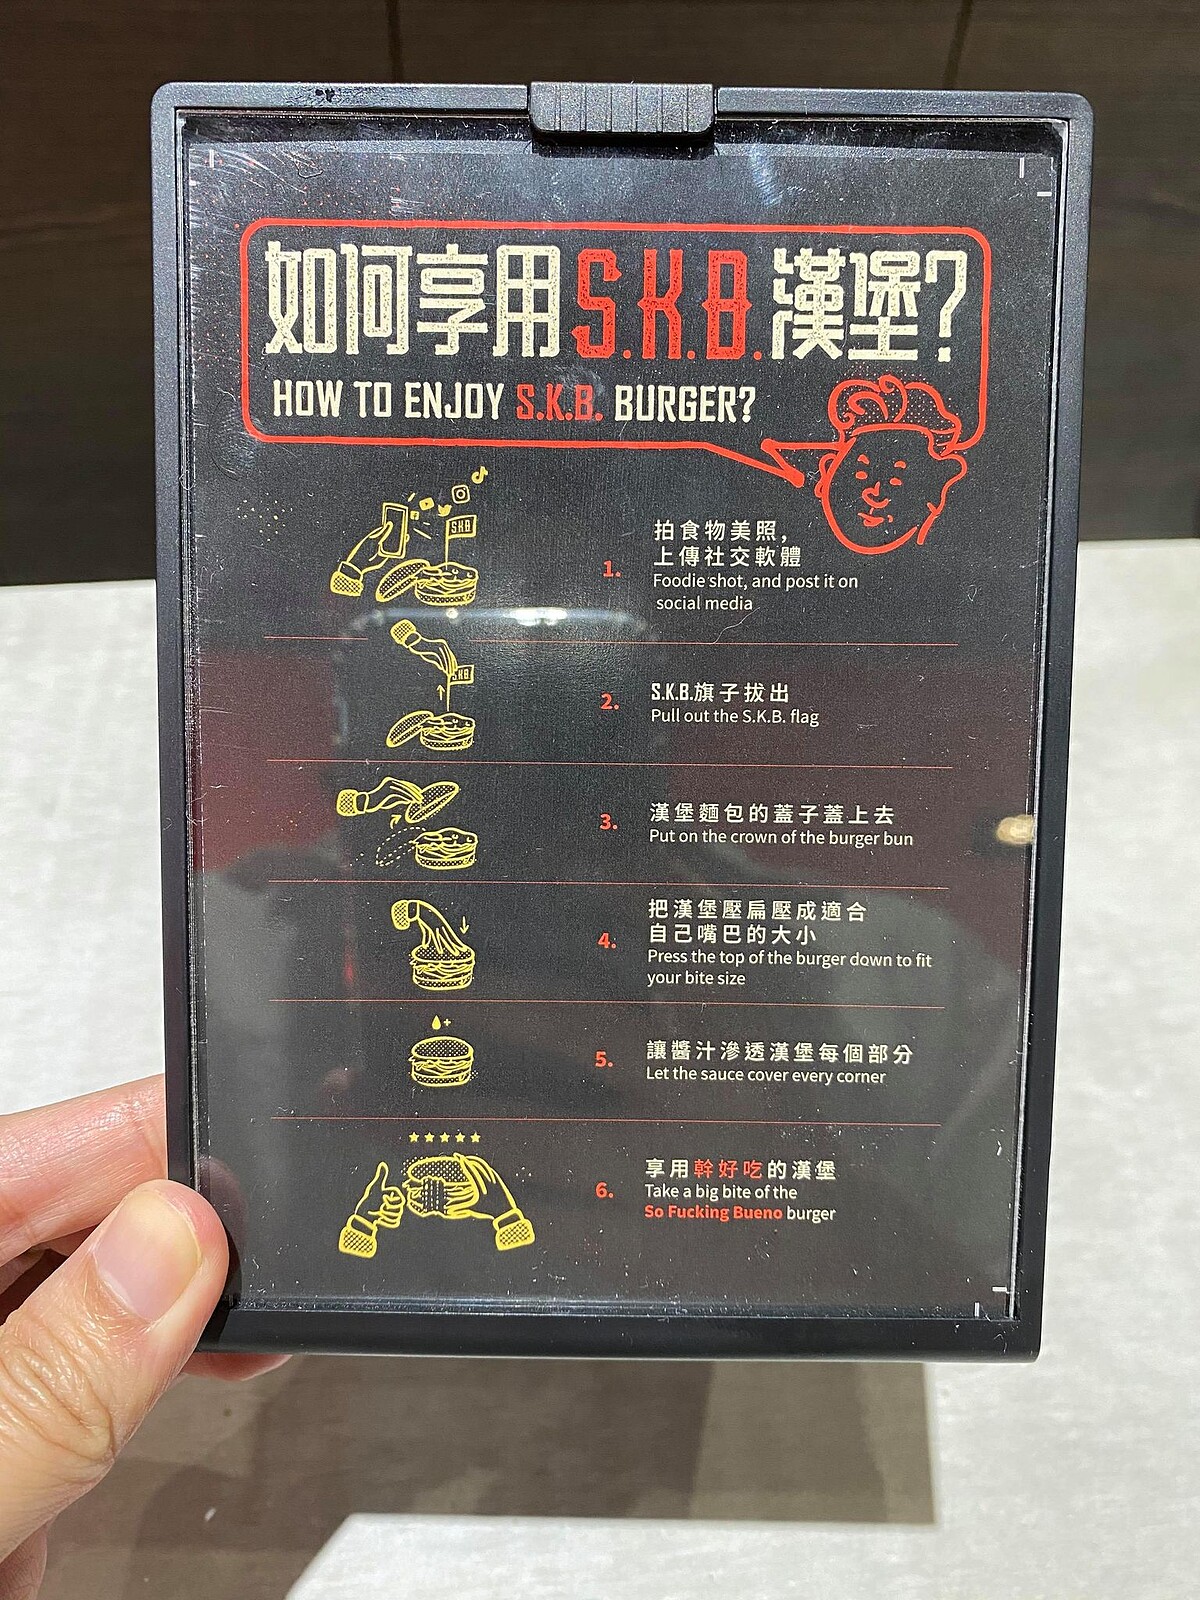 如何享用S.K.B.漢堡?
HOW TO ENJOY S.K.B. BURGER?
SKB
1.
拍食物美照,
上傳社交軟體
Foodie shot, and post it on
social media
SKB
2.
S.K.B.旗子拔出
Pull out the S.K.B. flag
3.
漢堡麵包的蓋子蓋上去
Put on the crown of the burger bun
4.
把漢堡壓扁壓成適合
自己嘴巴的大小
Press the top of the burger down to fit
your bite size
5.
讓醬汁滲透漢堡每個部分
Let the sauce cover every corner
6.
享用幹好吃的漢堡
Take a big bite of the
So Fucking Bueno burger